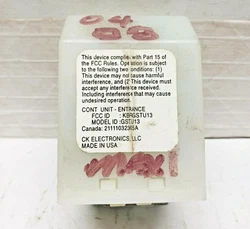 04
This device complies with Part 15 of
the FCC Rules. Operation is subject
to the following two conditions: (1)
This device may not cause harmful
interference, and (2) This device must
accept any interference received.
Including interference that may cause
undesired operation.
CONT UNIT - ENTRANCE
FCC ID : KBRGSTU13
MODEL ID : GSTU13
Canada: 21111032365A
CK ELECTRONICS, LLC
MADE IN USA